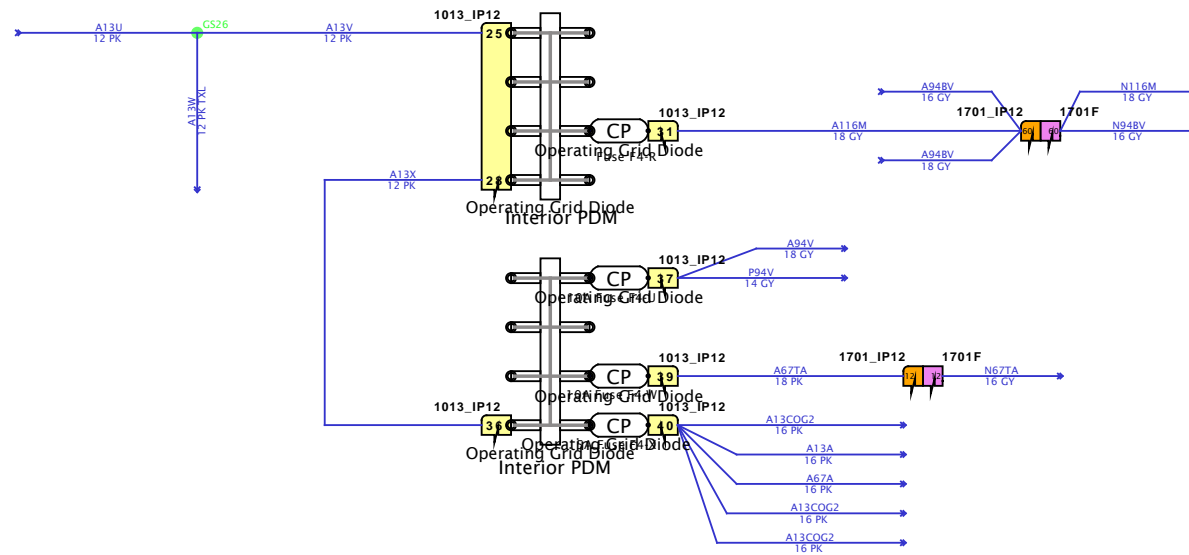 A13U
12 PK
GS26
A13V
12 PK
1013_IP12
25
A13W
12 PK TXL
A94BV
16 GY
N116M
18 GY
1013_IP12
1701_IP12
1701F
CP
31
A116M
18 GY
60
60
N94BV
16 GY
Operating Grid Diode
Fuse F4-R
A94BV
18 GY
A13X
12 PK
28
Operating Grid Diode
Interior PDM
A94V
18 GY
1013_IP12
CP
37
P94V
14 GY
Operating Grid Diode
1013_IP12
1701_IP12
1701F
CP
39
A67TA
18 PK
12
12
N67TA
16 GY
Operating Grid Diode
1013_IP12
1013_IP12
36
CP
40
A13COG2
16 PK
Operating Grid Diode
Operating Grid Diode
Interior PDM
A13A
16 PK
A67A
16 PK
A13COG2
16 PK
A13COG2
16 PK